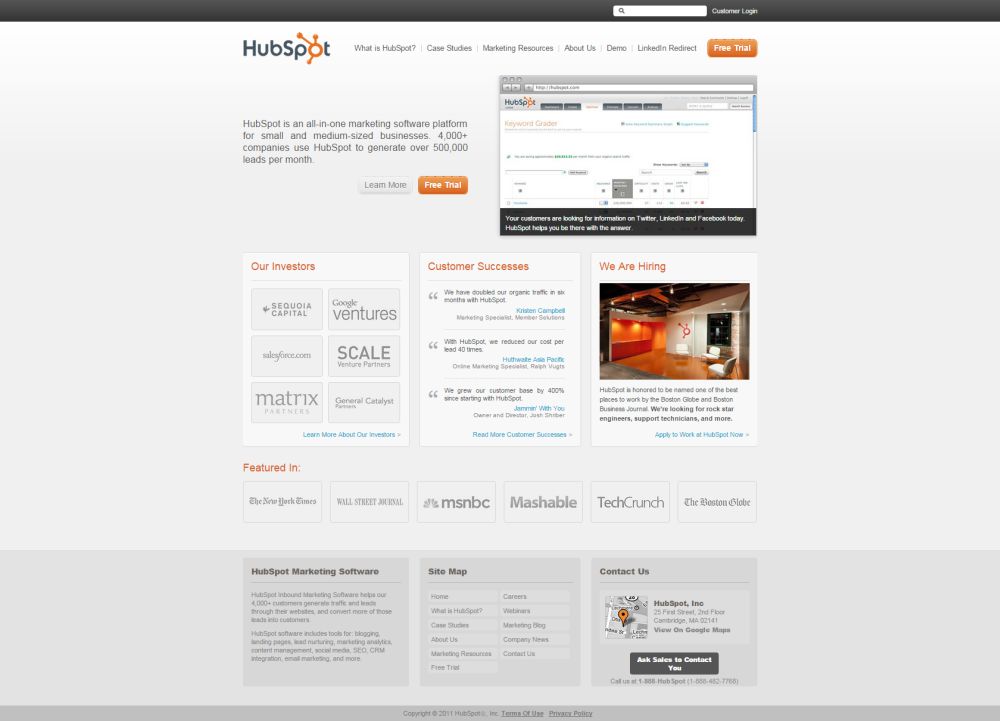 Customer Login
HubSpot
What is HubSpot? | Case Studies | Marketing Resources | About Us | Demo | LinkedIn Redirect
Free Trial
HubSpot is an all-in-one marketing software platform
for small and medium-sized businesses. 4,000+
companies use HubSpot to generate over 500,000
leads per month.
Learn More
Free Trial
http://hubspot.com
HubSpot
Keyword Grader
Your customers are looking for information on Twitter, LinkedIn and Facebook today.
HubSpot helps you be there with the answer.
Our Investors
SEQUOIA
CAPITAL
Google
ventures
salesforce.com
SCALE
Venture Partners
matrix
PARTNERS
General Catalyst
Partners
Learn More About Our Investors >
Customer Successes
We have doubled our organic traffic in six
months with HubSpot.
Kristen Campbell
Marketing Specialist, Member Solutions
With HubSpot, we reduced our cost per
lead 40 times.
Huthwaite Asia Pacific
Online Marketing Specialist, Ralph Vugts
We grew our customer base by 400%
since starting with HubSpot.
Jammin' With You
Owner and Director, Josh Shriber
Read More Customer Successes >
We Are Hiring
HubSpot is honored to be named one of the best
places to work by the Boston Globe and Boston
Business Journal. We're looking for rock star
engineers, support technicians, and more.
Apply to Work at HubSpot Now >
Featured In:
The New York Times
WALL STREET JOURNAL
msnbc
Mashable
TechCrunch
The Boston Globe
HubSpot Marketing Software
HubSpot Inbound Marketing Software helps our
4,000+ customers generate traffic and leads
through their websites, and convert more of those
leads into customers.
HubSpot software includes tools for: blogging,
landing pages, lead nurturing, marketing analytics,
content management, social media, SEO, CRM
integration, email marketing, and more.
Site Map
Home
Careers
What is HubSpot?
Webinars
Case Studies
Marketing Blog
About Us
Company News
Marketing Resources
Contact Us
Free Trial
Contact Us
HubSpot, Inc
25 First Street, 2nd Floor
Cambridge, MA 02141
View On Google Maps
Ask Sales to Contact
You
Call us at 1-888-HubSpot (1-888-482-7768)
Copyright © 2011 HubSpot®, Inc. Terms Of Use Privacy Policy